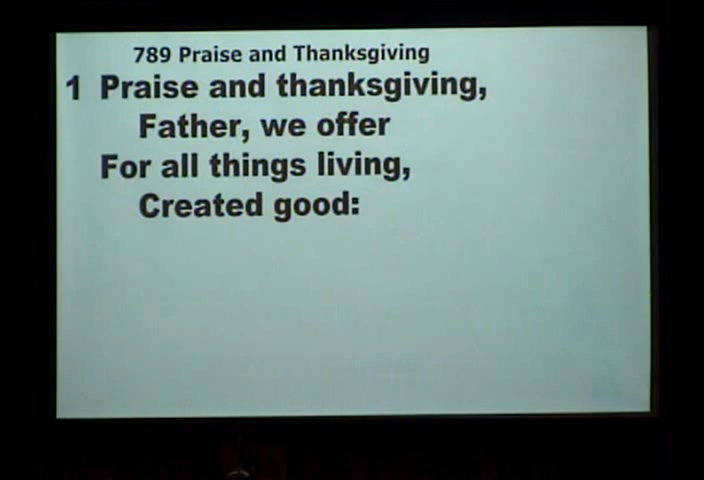 789 Praise and Thanksgiving
1 Praise and thanksgiving,
Father, we offer
For all things living,
Created good: